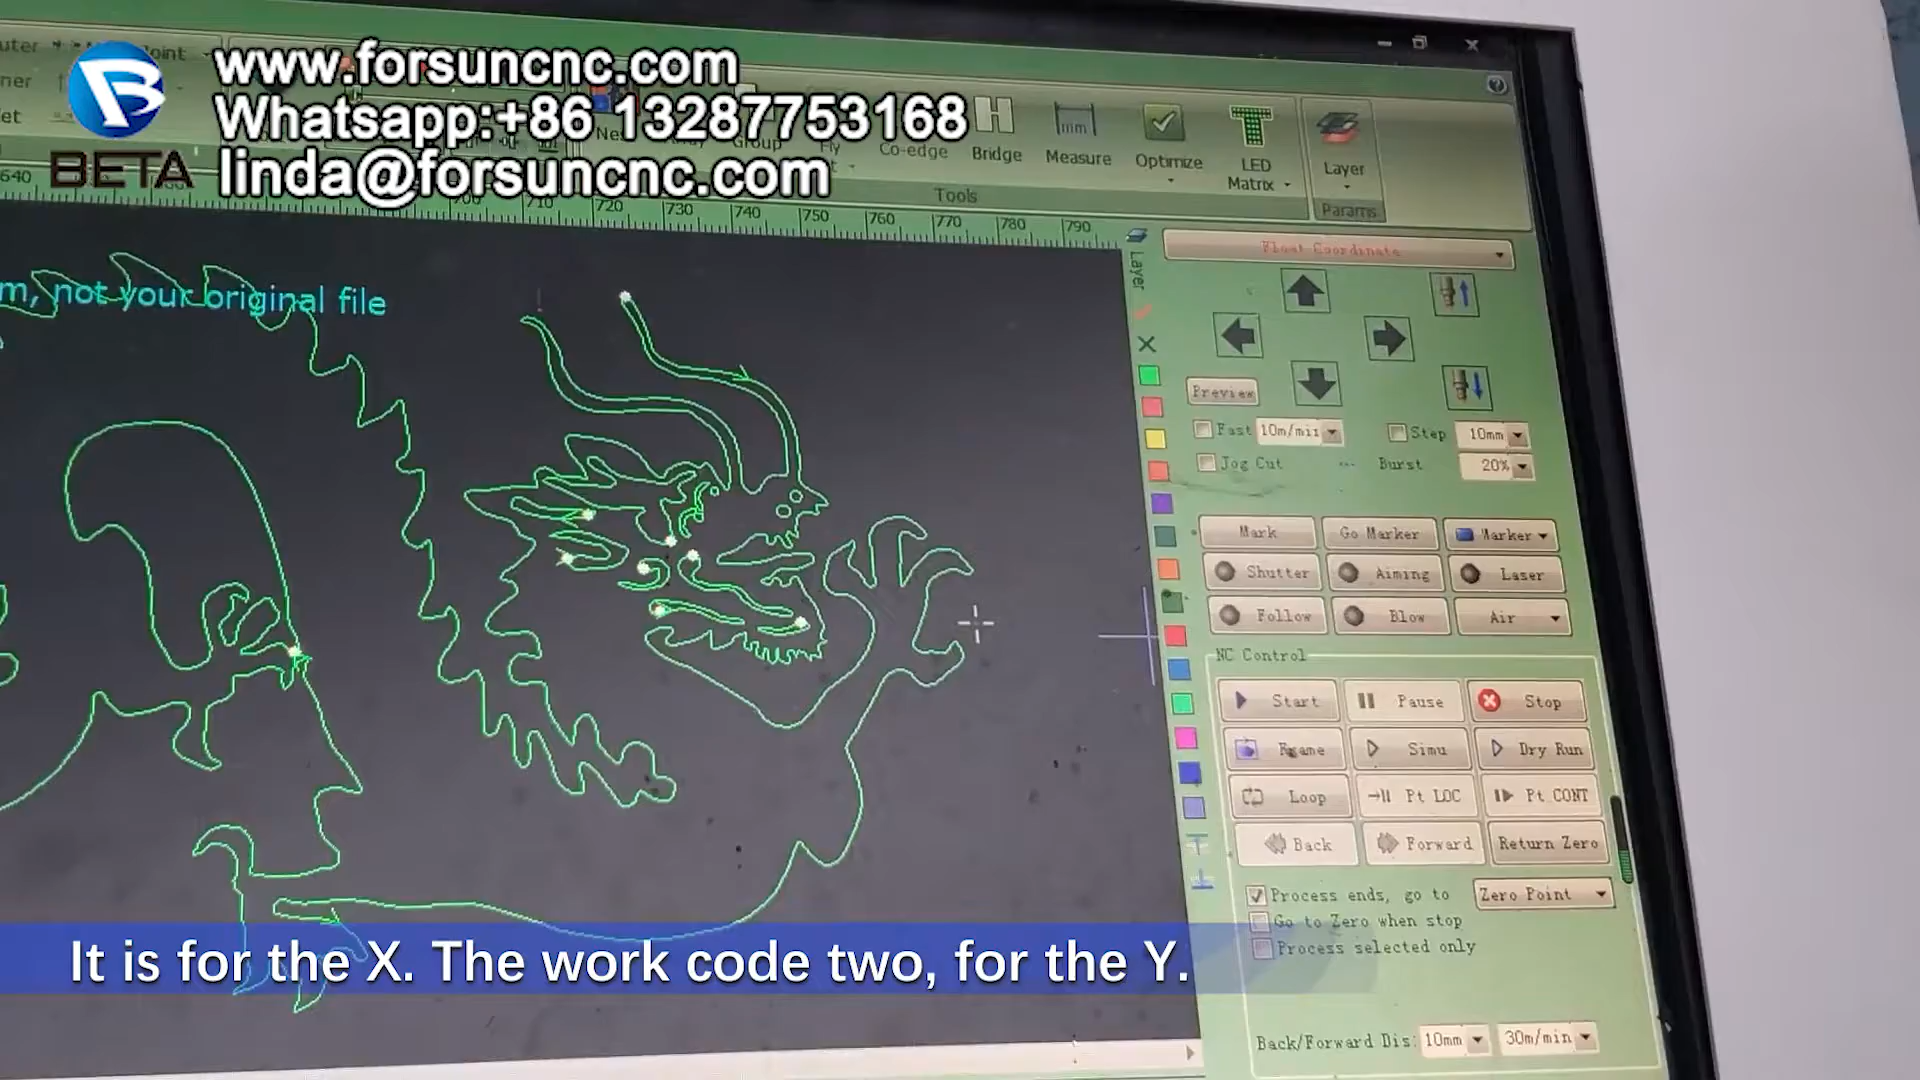 www.forsuncnc.com
Whatsapp:+86 13287753168
linda@forsuncnc.com
BETA
Co-edge
Bridge
Measure
Optimize
LED Matrix
Layer
Tools
Params
640
710 720 730 740 750 760 770 780 790
m, not your original file
Layer
Float Coordinate
Preview
Fast
Step 10mm
Jog Cut
Burst 20%
Mark Go Marker Marker
Shutter Aiming Laser
Follow Blow Air
NC Control
Start Pause Stop
Frame Simu Dry Run
Loop Pt LOC Pt CONT
Back Forward Return Zero
Process ends, go to Zero Point
Go to Zero when stop
Process selected only
Back/Forward Dis: 10mm 30m/min
It is for the X. The work code two, for the Y.